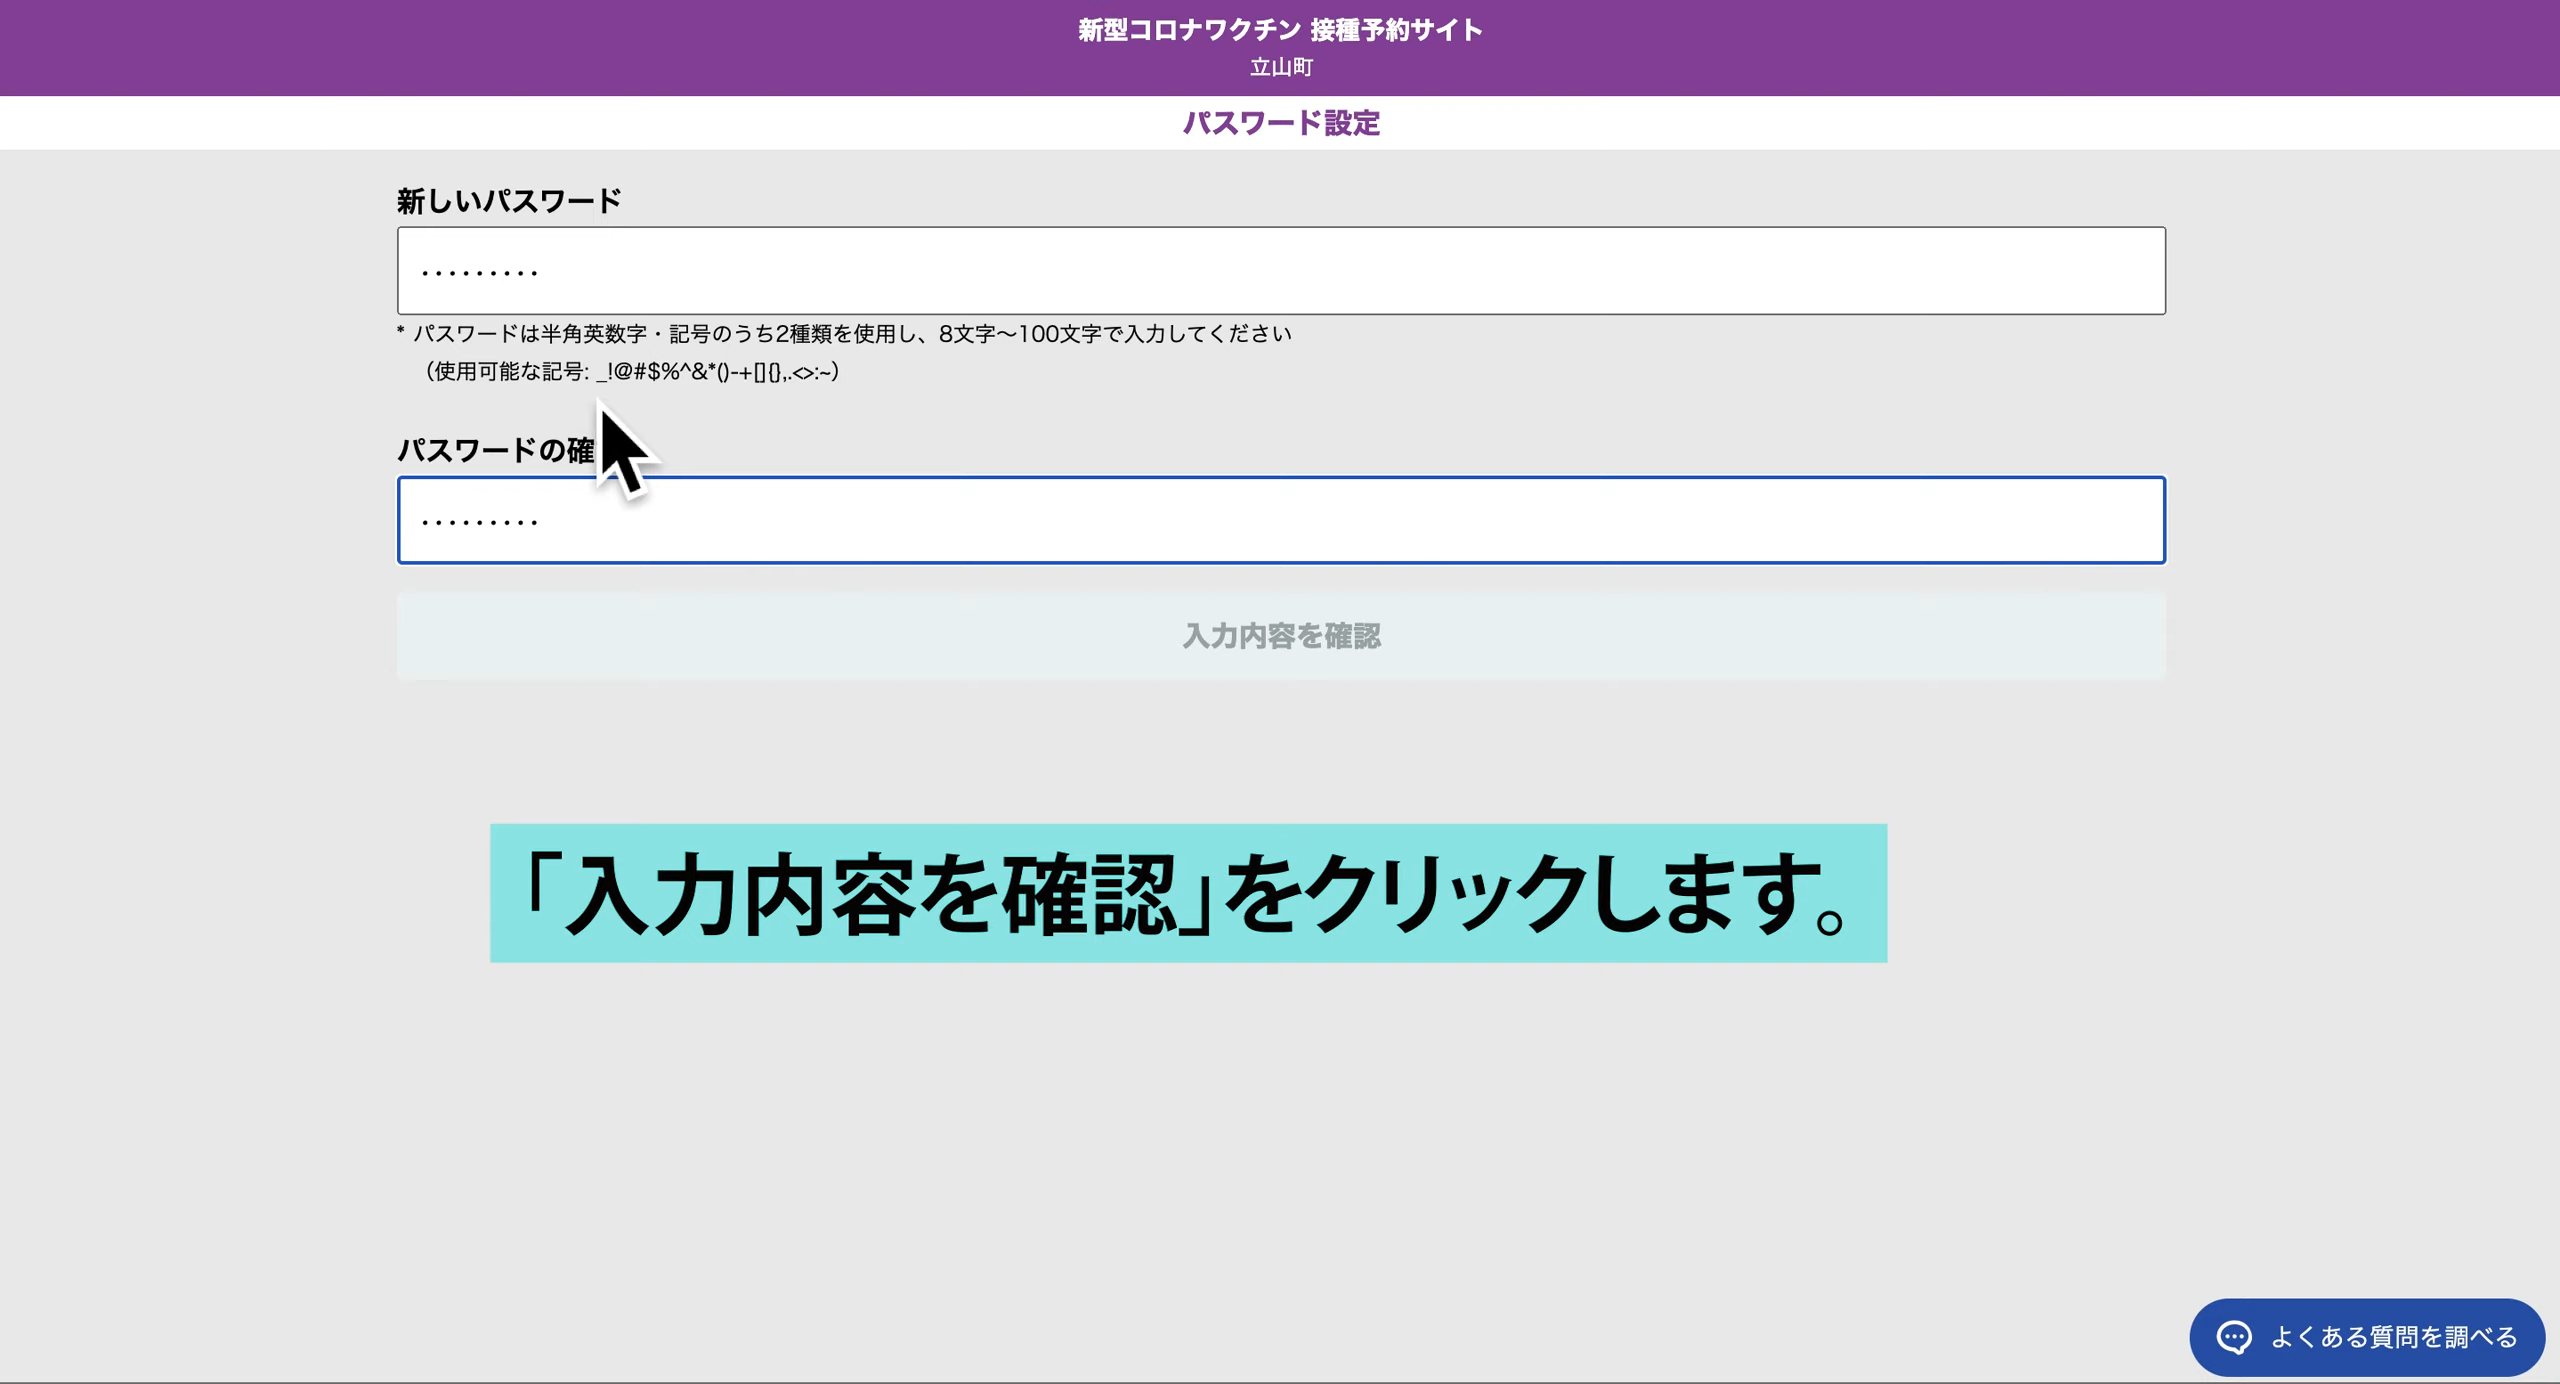 新型コロナワクチン 接種予約サイト
立山町
パスワード設定
新しいパスワード
.........
* パスワードは半角英数字・記号のうち2種類を使用し、8文字〜100文字で入力してください
（使用可能な記号: _!@#$%^&*()-+[]{},.<>:~）
パスワードの確
.........
入力内容を確認
「入力内容を確認」をクリックします。
よくある質問を調べる